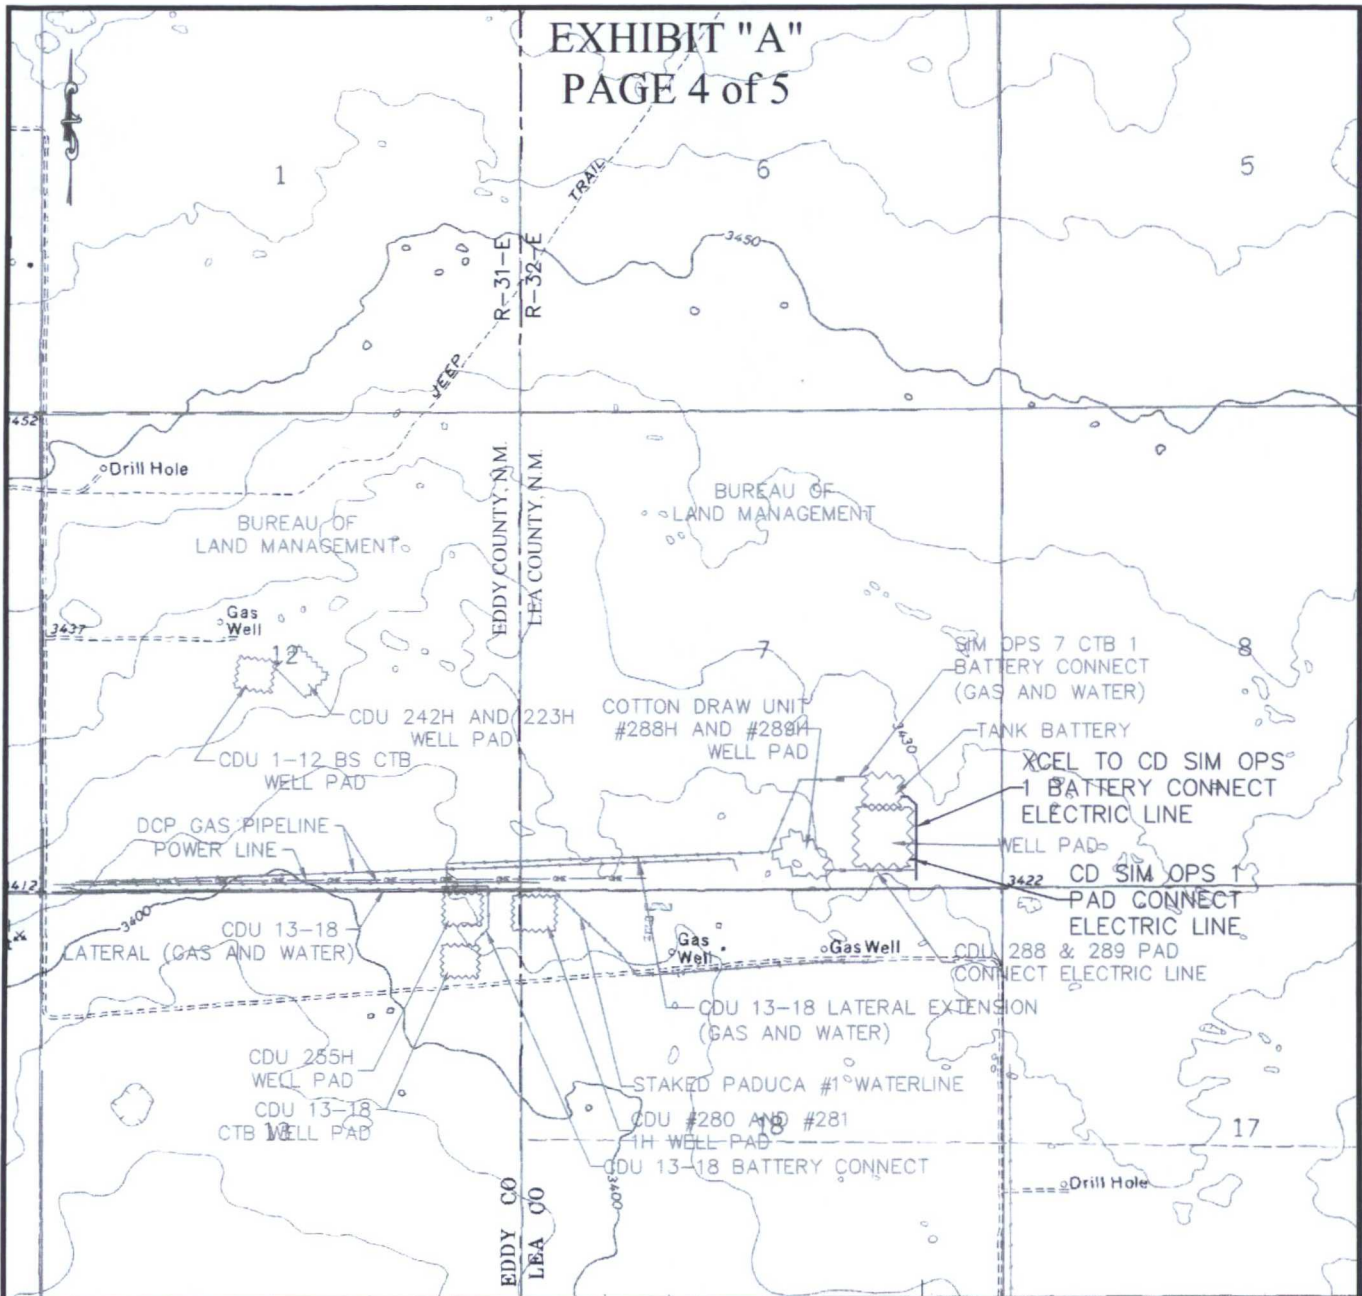 EXHIBIT "A"
PAGE 4 of 5
1
6
5
TRAIL
3450
R-31-E
R-32-E
JEEP
3452
Drill Hole
EDDY COUNTY, N.M.
LEA COUNTY, N.M.
BUREAU OF
LAND MANAGEMENT
BUREAU OF
LAND MANAGEMENT
Gas
Well
3437
12
7
8
SIM OPS 7 CTB 1
BATTERY CONNECT
(GAS AND WATER)
CDU 242H AND 223H
WELL PAD
COTTON DRAW UNIT
#288H AND #289H
WELL PAD
3430
TANK BATTERY
CDU 1-12 BS CTB
WELL PAD
XCEL TO CD SIM OPS
1 BATTERY CONNECT
ELECTRIC LINE
DCP GAS PIPELINE
POWER LINE
WELL PAD
3412
3422
CD SIM OPS 1
PAD CONNECT
ELECTRIC LINE
3400
CDU 13-18
LATERAL (GAS AND WATER)
Gas
Well
Gas Well
CDU 288 & 289 PAD
CONNECT ELECTRIC LINE
CDU 13-18 LATERAL EXTENSION
(GAS AND WATER)
CDU 255H
WELL PAD
STAKED PADUCA #1 WATERLINE
CDU 13-18
CTB WELL PAD
13
CDU #280 AND #281
1H WELL PAD
18
17
CDU 13-18 BATTERY CONNECT
3400
Drill Hole
EDDY CO
LEA CO